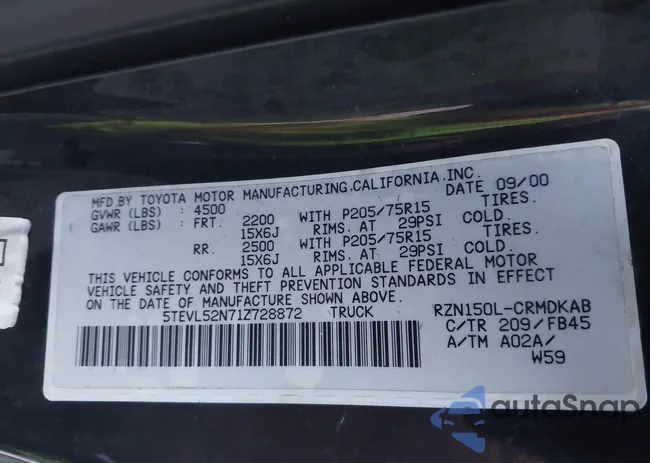 MFD.BY TOYOTA MOTOR MANUFACTURING,CALIFORNIA,INC.
GVWR (LBS) : 4500 DATE 09/00
GAWR (LBS) : FRT. 2200 WITH P205/75R15 TIRES.
15X6J RIMS. AT 29PSI COLD.
RR. 2500 WITH P205/75R15 TIRES.
15X6J RIMS. AT 29PSI COLD.
THIS VEHICLE CONFORMS TO ALL APPLICABLE FEDERAL MOTOR
VEHICLE SAFETY AND THEFT PREVENTION STANDARDS IN EFFECT
ON THE DATE OF MANUFACTURE SHOWN ABOVE.
5TEVL52N71Z728872 TRUCK RZN150L-CRMDKAB
C/TR 209/FB45
A/TM A02A/
W59
autoSnap